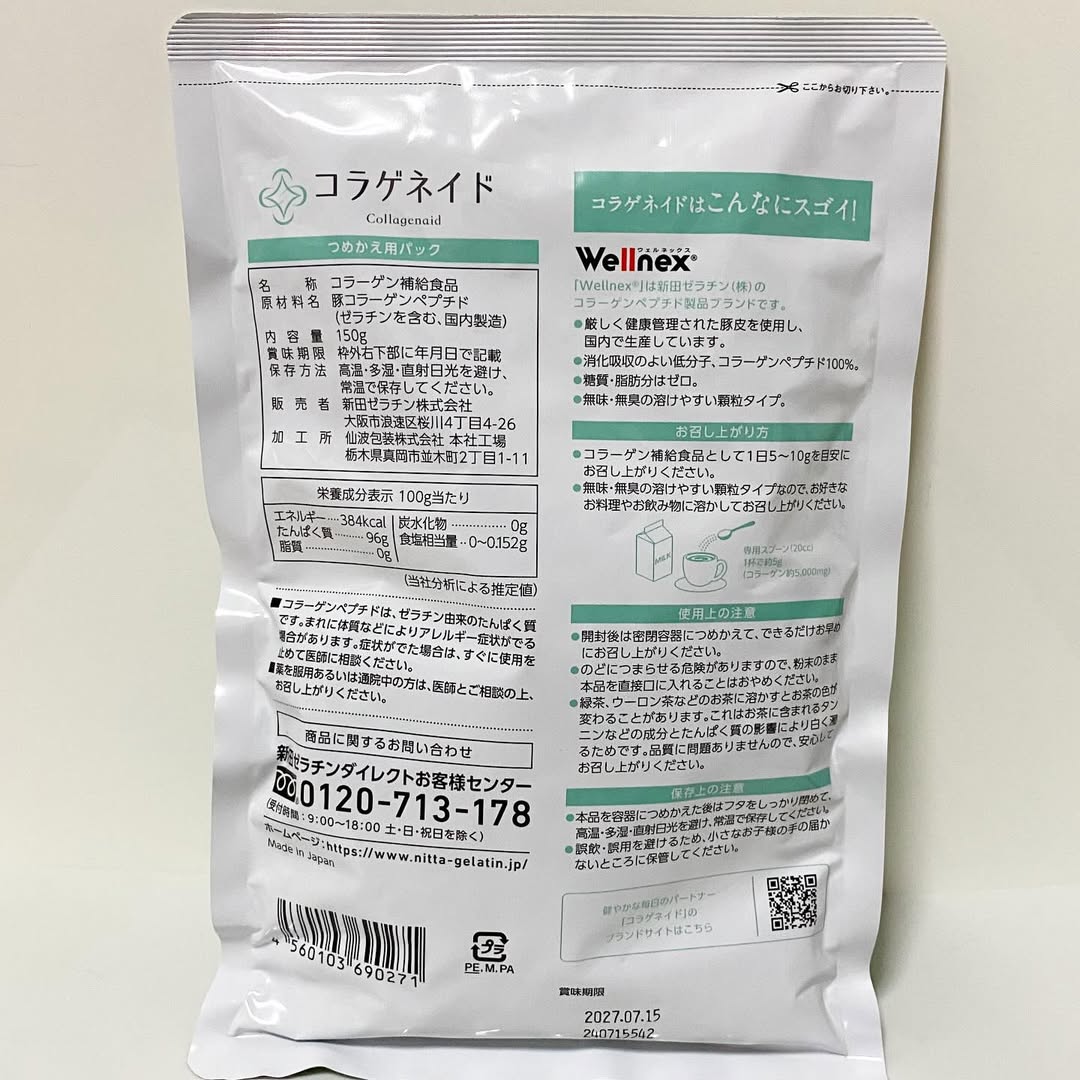 ここからお切り下さい。
コラゲネイド
Collagenaid
つめかえ用パック
名称 コラーゲン補給食品
原材料名 豚コラーゲンペプチド
(ゼラチンを含む、国内製造)
内容量 150g
賞味期限 枠外右下部に年月日で記載
保存方法 高温・多湿・直射日光を避け、
常温で保存してください。
販売者 新田ゼラチン株式会社
大阪市浪速区桜川4丁目4-26
加工所 仙波包装株式会社 本社工場
栃木県真岡市並木町2丁目1-11
栄養成分表示 100g当たり
エネルギー…384kcal
たんぱく質………96g
脂質……………………0g
炭水化物……………0g
食塩相当量‥0~0.152g
(当社分析による推定値)
■コラーゲンペプチドは、ゼラチン由来のたんぱく質
です。まれに体質などによりアレルギー症状がでる
場合があります。症状がでた場合は、すぐに使用を
止めて医師に相談ください。
■薬を服用あるいは通院中の方は、医師とご相談の上、
お召し上がりください。
商品に関するお問い合わせ
新田ゼラチンダイレクトお客様センター
0120-713-178
(受付時間:9:00~18:00 土・日・祝日を除く)
ホームページ:https://www.nitta-gelatin.jp/
Made in Japan
4 560103 690271
プラ
PE.M.PA
コラゲネイドはこんなにスゴイ!
ウェルネックス
Wellnex®
「Wellnex®」は新田ゼラチン(株)の
コラーゲンペプチド製品ブランドです。
●厳しく健康管理された豚皮を使用し、
国内で生産しています。
●消化吸収のよい低分子、コラーゲンペプチド100%。
●糖質・脂肪分はゼロ。
●無味・無臭の溶けやすい顆粒タイプ。
お召し上がり方
●コラーゲン補給食品として1日5~10gを目安に
お召し上がりください。
●無味・無臭の溶けやすい顆粒タイプなので、お好きな
お料理やお飲み物に溶かしてお召し上がりください。
MILK
専用スプーン(20cc)
1杯で約5g
(コラーゲン約5,000mg)
使用上の注意
●開封後は密閉容器につめかえて、できるだけお早め
にお召し上がりください。
●のどにつまらせる危険がありますので、粉末のまま
本品を直接口に入れることはおやめください。
●緑茶、ウーロン茶などのお茶に溶かすとお茶の色が
変わることがあります。これはお茶に含まれるタン
ニンなどの成分とたんぱく質の影響により白く濁
るためです。品質に問題ありませんので、安心して
お召し上がりください。
保存上の注意
●本品を容器につめかえた後はフタをしっかり閉めて、
高温・多湿・直射日光を避け、常温で保存してください。
●誤飲・誤用を避けるため、小さなお子様の手の届か
ないところに保管してください。
健やかな毎日のパートナー
「コラゲネイド」の
ブランドサイトはこちら
賞味期限
2027.07.15
240715542